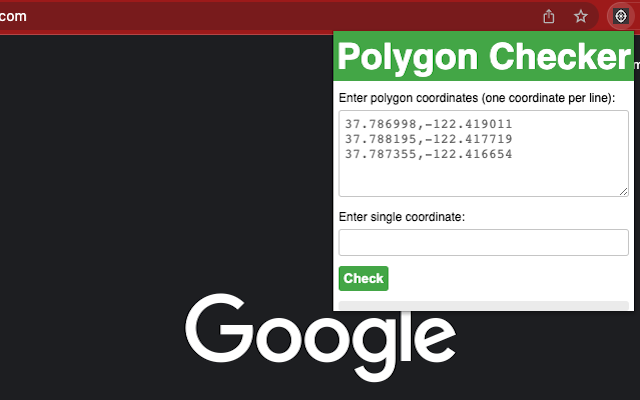 com
Polygon Checker
m
Enter polygon coordinates (one coordinate per line):
37.786998,-122.419011
37.788195,-122.417719
37.787355,-122.416654
Enter single coordinate:
Check
Google